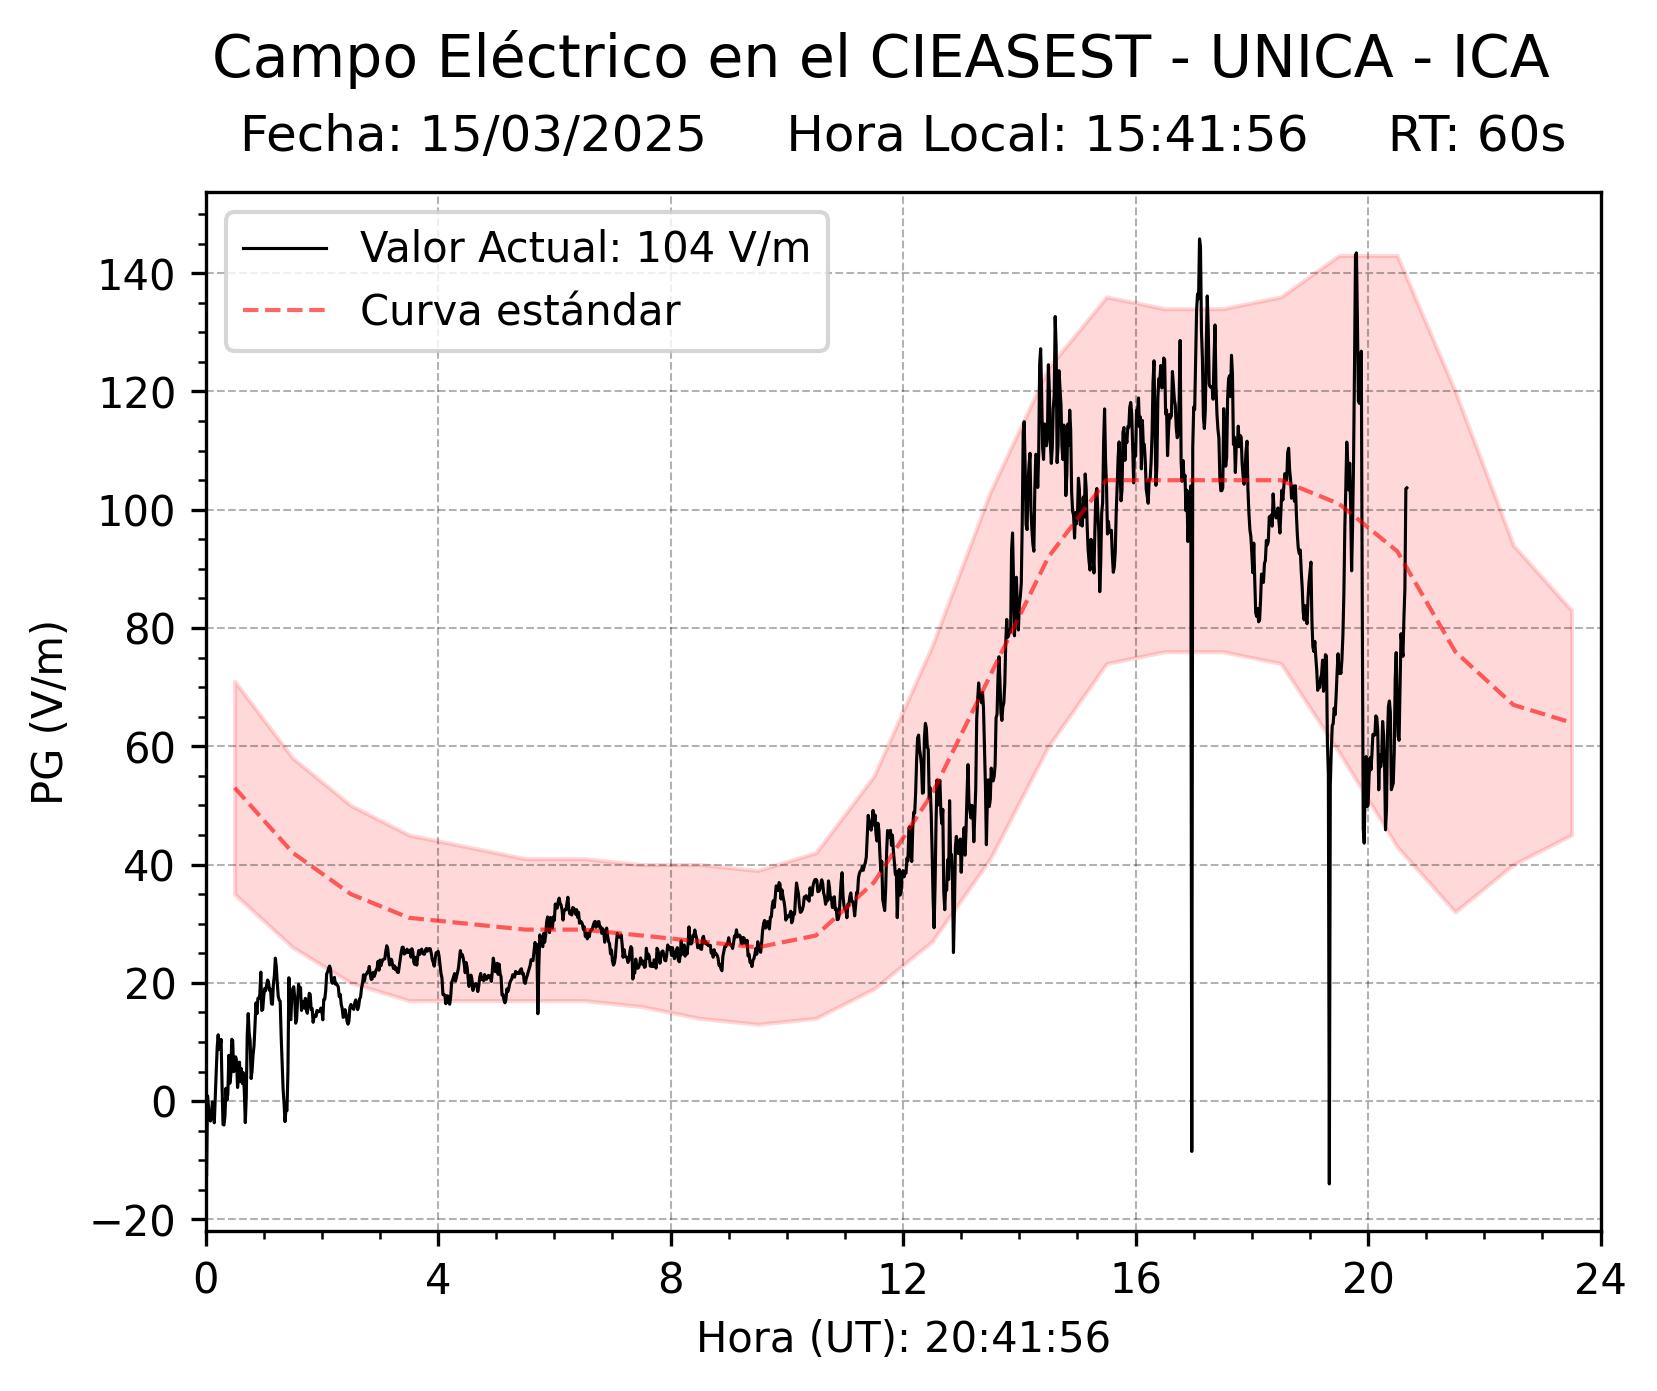 Campo Eléctrico en el CIEASEST - UNICA - ICA
Fecha: 15/03/2025 Hora Local: 15:41:56 RT: 60s
Valor Actual: 104 V/m
Curva estándar
PG (V/m)
140
120
100
80
60
40
20
0
−20
0 4 8 12 16 20 24
Hora (UT): 20:41:56